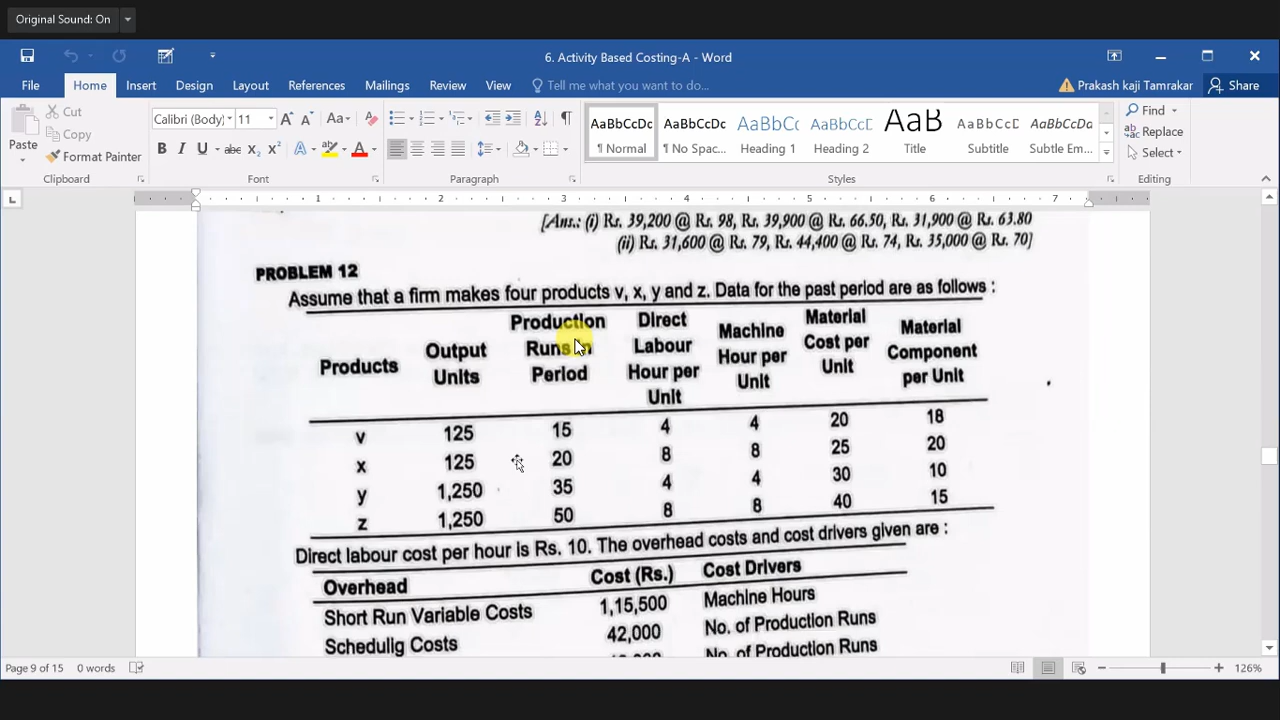 Original Sound: On
6. Activity Based Costing-A - Word
File Home Insert Design Layout References Mailings Review View Tell me what you want to do... Prakash kaji Tamrakar Share
Paste Cut Copy Format Painter
Calibri (Body) 11
AaBbCcDc AaBbCcDc AaBbCc AaBbCcDc AaB AaBbCcDc AaBbCcDa
¶ Normal ¶ No Spac... Heading 1 Heading 2 Title Subtitle Subtle Em...
Find Replace Select
Clipboard Font Paragraph Styles Editing
1 2 3 4 5 6 7
[Ans.: (i) Rs. 39,200 @ Rs. 98, Rs. 39,900 @ Rs. 66.50, Rs. 31,900 @ Rs. 63.80
(ii) Rs. 31,600 @ Rs. 79, Rs. 44,400 @ Rs. 74, Rs. 35,000 @ Rs. 70]
PROBLEM 12
Assume that a firm makes four products v, x, y and z. Data for the past period are as follows :
Products Output Units Production Runs in Period Direct Labour Hour per Unit Machine Hour per Unit Material Cost per Unit Material Component per Unit
v 125 15 4 4 20 18
x 125 20 8 8 25 20
y 1,250 35 4 4 30 10
z 1,250 50 8 8 40 15
Direct labour cost per hour is Rs. 10. The overhead costs and cost drivers given are :
Overhead Cost (Rs.) Cost Drivers
Short Run Variable Costs 1,15,500 Machine Hours
Schedulig Costs 42,000 No. of Production Runs
No. of Production Runs
Page 9 of 15 0 words 126%